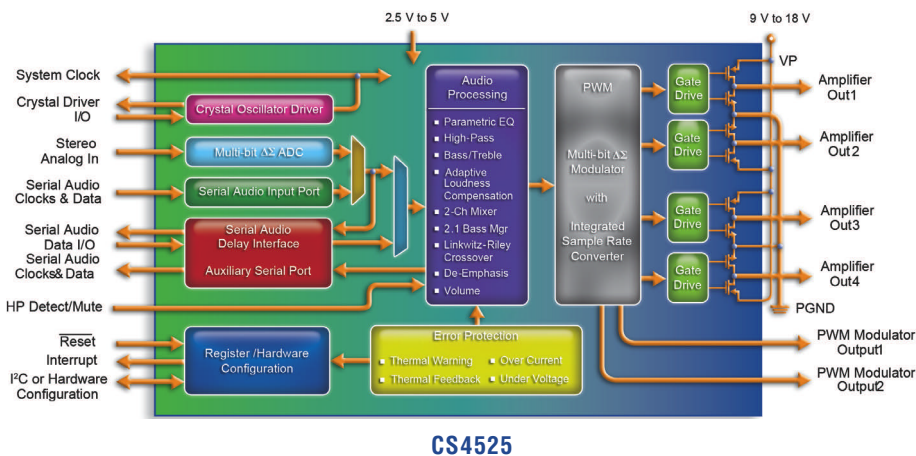 2.5 V to 5 V
9 V to 18 V
System Clock
Crystal Driver
I/O
Stereo
Analog In
Serial Audio
Clocks & Data
Serial Audio
Data I/O
Serial Audio
Clocks& Data
HP Detect/Mute
Reset
Interrupt
I²C or Hardware
Configuration
Crystal Oscillator Driver
Multi-bit ΔΣ ADC
Serial Audio Input Port
Serial Audio
Delay Interface
Auxiliary Serial Port
Register /Hardware
Configuration
Audio
Processing
▪ Parametric EQ
▪ High-Pass
▪ Bass/Treble
▪ Adaptive
Loudness
Compensation
▪ 2-Ch Mixer
▪ 2.1 Bass Mgr
▪ Linkwitz-Riley
Crossover
▪ De-Emphasis
▪ Volume
Error Protection
▪ Thermal Warning
▪ Over Current
▪ Thermal Feedback
▪ Under Voltage
PWM
Multi-bit ΔΣ
Modulator
with
Integrated
Sample Rate
Converter
Gate
Drive
Gate
Drive
Gate
Drive
Gate
Drive
VP
Amplifier
Out1
Amplifier
Out2
Amplifier
Out3
Amplifier
Out4
PGND
PWM Modulator
Output1
PWM Modulator
Output2
CS4525